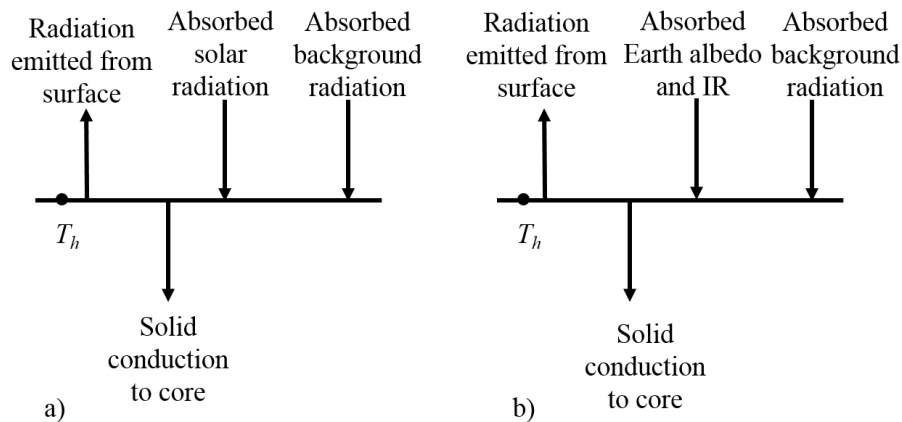 Radiation
emitted from
surface
Absorbed
solar
radiation
Absorbed
background
radiation
T_h
Solid
conduction
to core
a)
Radiation
emitted from
surface
Absorbed
Earth albedo
and IR
Absorbed
background
radiation
T_h
Solid
conduction
to core
b)